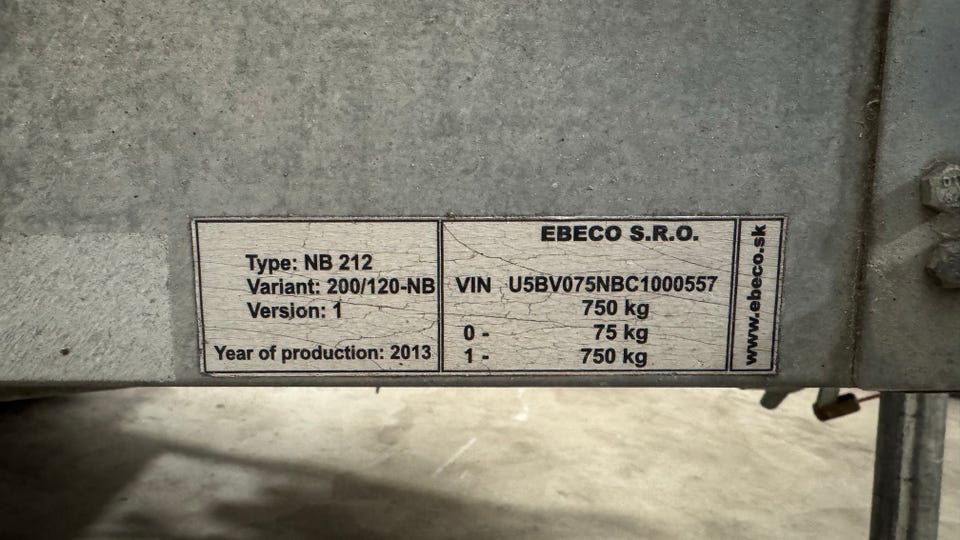 Type: NB 212
Variant: 200/120-NB
Version: 1
Year of production: 2013
EBECO S.R.O.
VIN U5BV075NBC1000557
750 kg
0 - 75 kg
1 - 750 kg
www.ebeco.sk